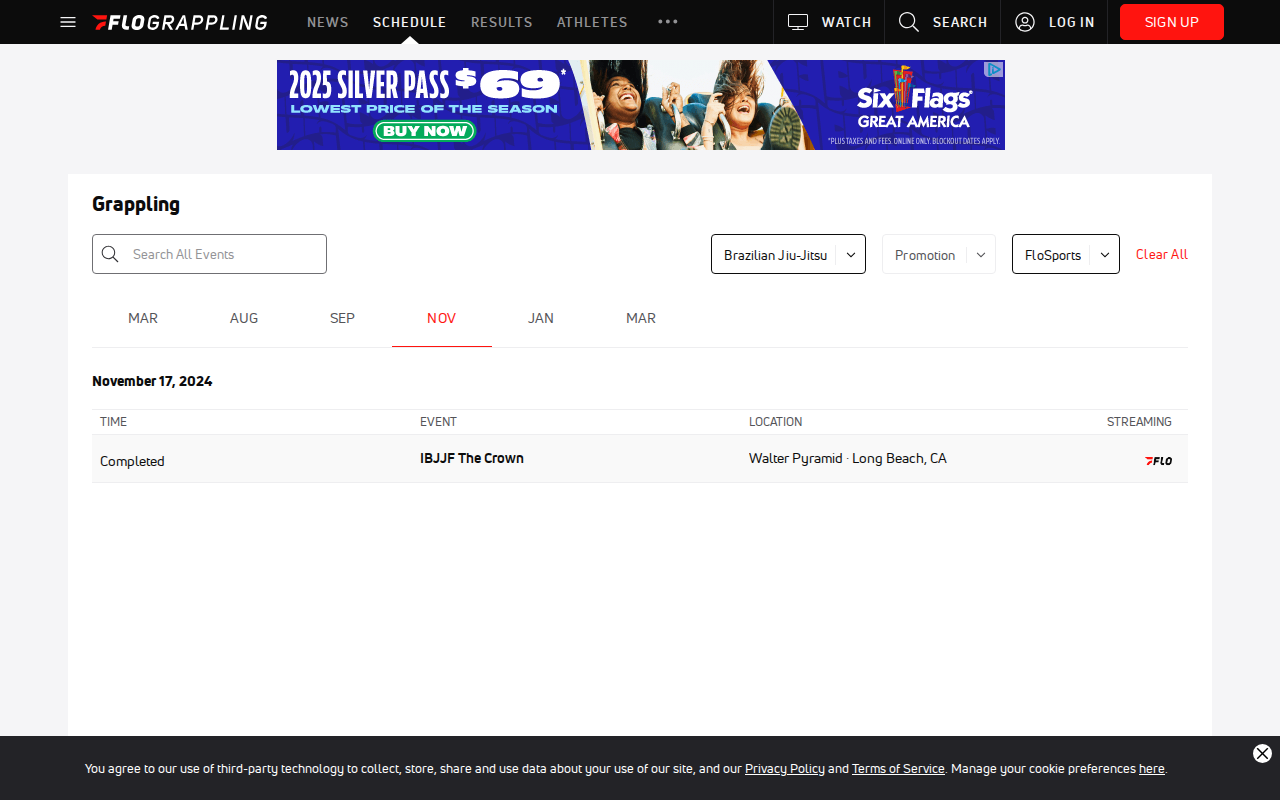 FLOGRAPPLING
NEWS
SCHEDULE
RESULTS
ATHLETES
WATCH
SEARCH
LOG IN
SIGN UP
2025 SILVER PASS $69*
LOWEST PRICE OF THE SEASON
BUY NOW
Six Flags
GREAT AMERICA
*PLUS TAXES AND FEES. ONLINE ONLY. BLOCKOUT DATES APPLY.
Grappling
Search All Events
Brazilian Jiu-Jitsu
Promotion
FloSports
Clear All
MAR
AUG
SEP
NOV
JAN
MAR
November 17, 2024
TIME EVENT LOCATION STREAMING
Completed IBJJF The Crown Walter Pyramid · Long Beach, CA FLO
You agree to our use of third-party technology to collect, store, share and use data about your use of our site, and our Privacy Policy and Terms of Service. Manage your cookie preferences here.